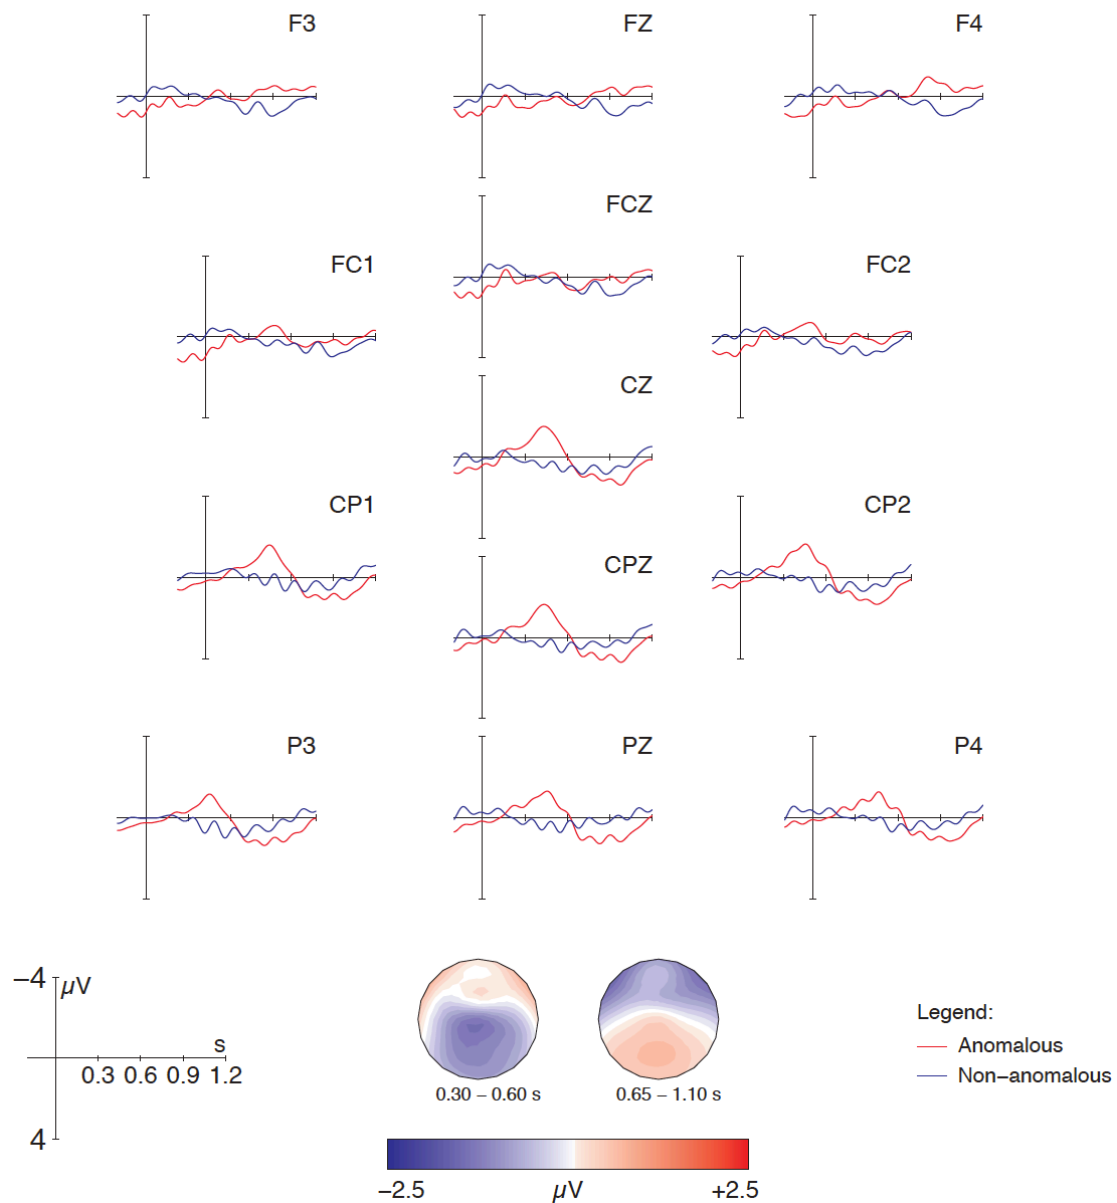 F3
FZ
F4
FCZ
FC1
FC2
CZ
CP1
CP2
CPZ
P3
PZ
P4
−4
μV
s
0.3 0.6 0.9 1.2
4
0.30 − 0.60 s
0.65 − 1.10 s
Legend:
Anomalous
Non−anomalous
−2.5
μV
+2.5